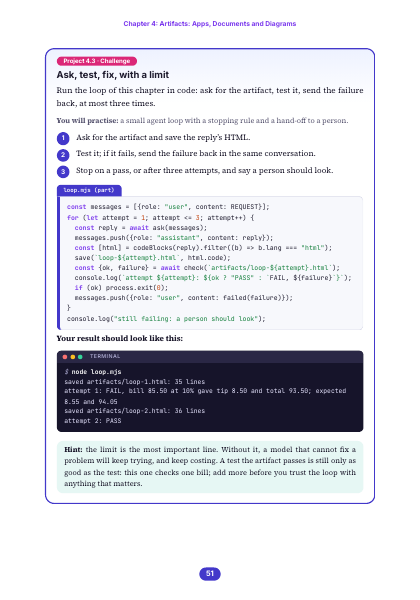 Chapter 4: Artifacts: Apps, Documents and Diagrams
Project 4.3 · Challenge
Ask, test, fix, with a limit
Run the loop of this chapter in code: ask for the artifact, test it, send the failure
back, at most three times.
You will practise: a small agent loop with a stopping rule and a hand-off to a person.
1 Ask for the artifact and save the reply's HTML.
2 Test it; if it fails, send the failure back in the same conversation.
3 Stop on a pass, or after three attempts, and say a person should look.
loop.mjs (part)
const messages = [{role: "user", content: REQUEST}];
for (let attempt = 1; attempt <= 3; attempt++) {
const reply = await ask(messages);
messages.push({role: "assistant", content: reply});
const [html] = codeBlocks(reply).filter((b) => b.lang === "html");
save(`loop-${attempt}.html`, html.code);
const {ok, failure} = await check(`artifacts/loop-${attempt}.html`);
console.log(`attempt ${attempt}: ${ok ? "PASS" : `FAIL, ${failure}`}`);
if (ok) process.exit(0);
messages.push({role: "user", content: failed(failure)});
}
console.log("still failing: a person should look");
Your result should look like this:
TERMINAL
$ node loop.mjs
saved artifacts/loop-1.html: 35 lines
attempt 1: FAIL, bill 85.50 at 10% gave tip 8.50 and total 93.50; expected
8.55 and 94.05
saved artifacts/loop-2.html: 36 lines
attempt 2: PASS
Hint: the limit is the most important line. Without it, a model that cannot fix a
problem will keep trying, and keep costing. A test the artifact passes is still only as
good as the test: this one checks one bill; add more before you trust the loop with
anything that matters.
51